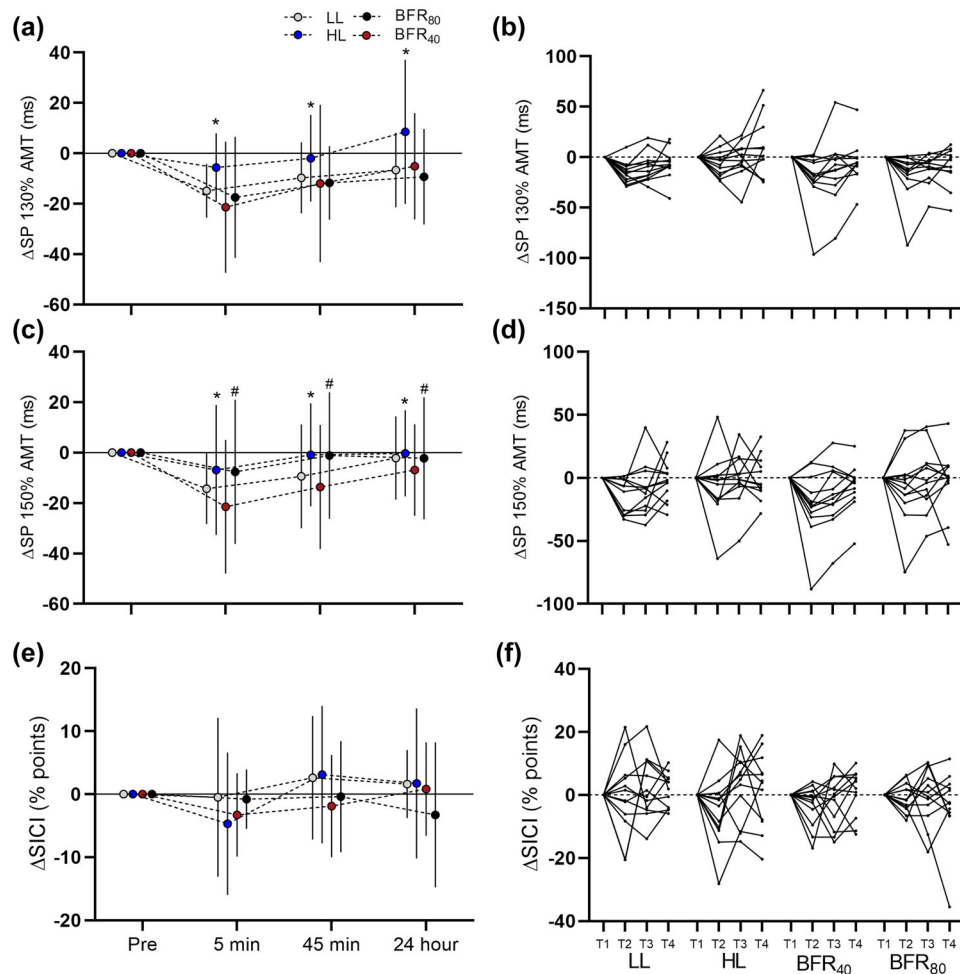 LL BFR80
HL BFR40
(a)
ΔSP 130% AMT (ms)
40
20
0
-20
-40
-60
*
*
*
(b)
ΔSP 130% AMT (ms)
100
50
0
-50
-100
-150
(c)
ΔSP 150% AMT (ms)
40
20
0
-20
-40
-60
* #
* #
* #
(d)
ΔSP 150% AMT (ms)
100
50
0
-50
-100
(e)
ΔSICI (% points)
20
10
0
-10
-20
Pre 5 min 45 min 24 hour
(f)
ΔSICI (% points)
40
20
0
-20
-40
T1 T2 T3 T4 T1 T2 T3 T4 T1 T2 T3 T4 T1 T2 T3 T4
LL HL BFR40 BFR80